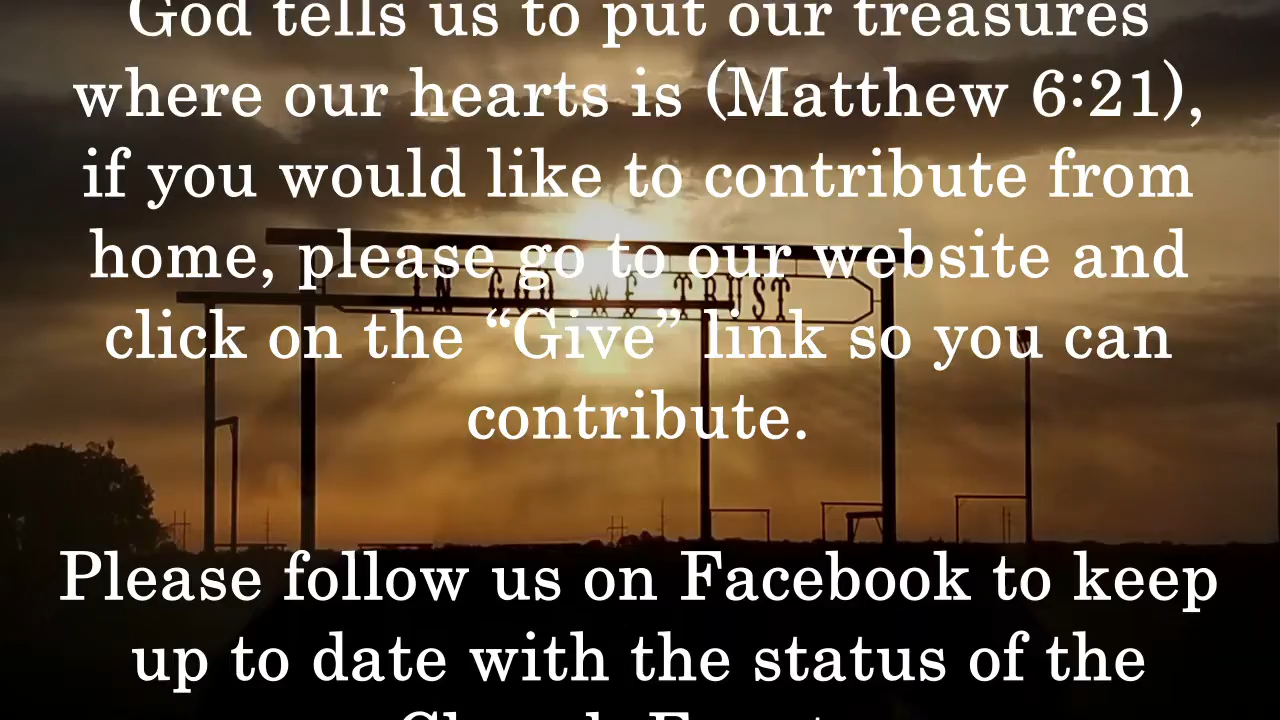 God tells us to put our treasures
where our hearts is (Matthew 6:21),
if you would like to contribute from
home, please go to our website and
IN GOD WE TRUST
click on the “Give” link so you can
contribute.
Please follow us on Facebook to keep
up to date with the status of the